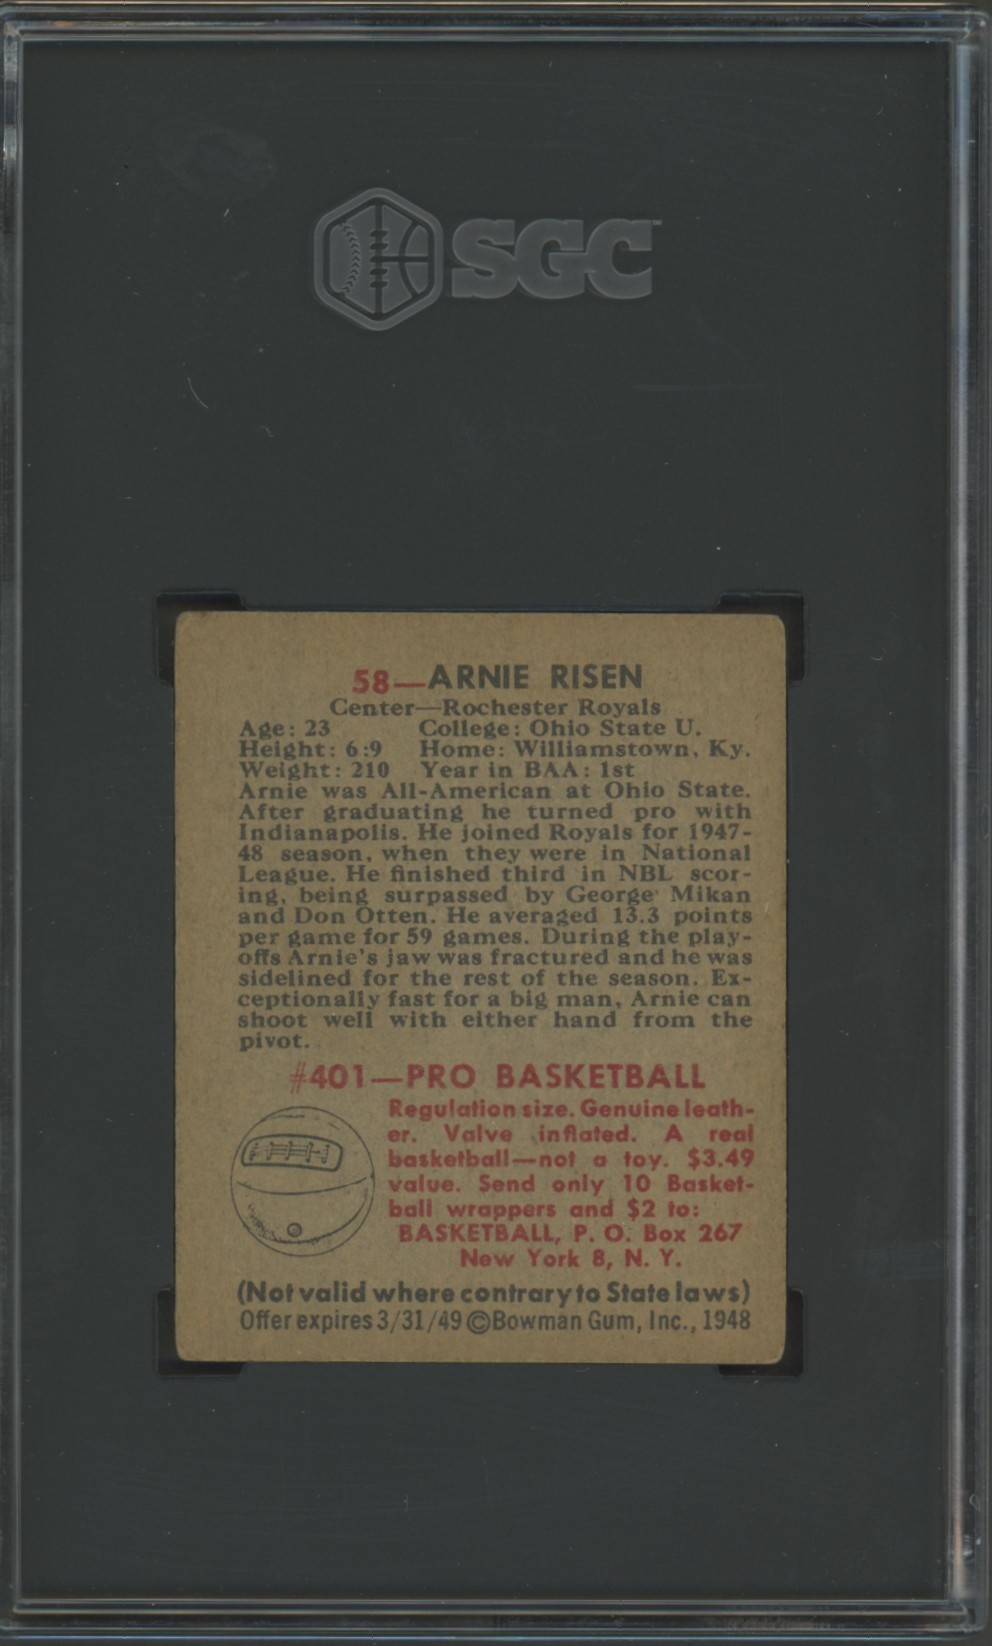 SGC
58—ARNIE RISEN
Center—Rochester Royals
Age: 23 College: Ohio State U.
Height: 6:9 Home: Williamstown, Ky.
Weight: 210 Year in BAA: 1st
Arnie was All-American at Ohio State.
After graduating he turned pro with
Indianapolis. He joined Royals for 1947-
48 season, when they were in National
League. He finished third in NBL scor-
ing, being surpassed by George Mikan
and Don Otten. He averaged 13.3 points
per game for 59 games. During the play-
offs Arnie's jaw was fractured and he was
sidelined for the rest of the season. Ex-
ceptionally fast for a big man, Arnie can
shoot well with either hand from the
pivot.
#401—PRO BASKETBALL
Regulation size. Genuine leath-
er. Valve inflated. A real
basketball—not a toy. $3.49
value. Send only 10 Basket-
ball wrappers and $2 to:
BASKETBALL, P. O. Box 267
New York 8, N. Y.
(Not valid where contrary to State laws)
Offer expires 3/31/49 ©Bowman Gum, Inc., 1948